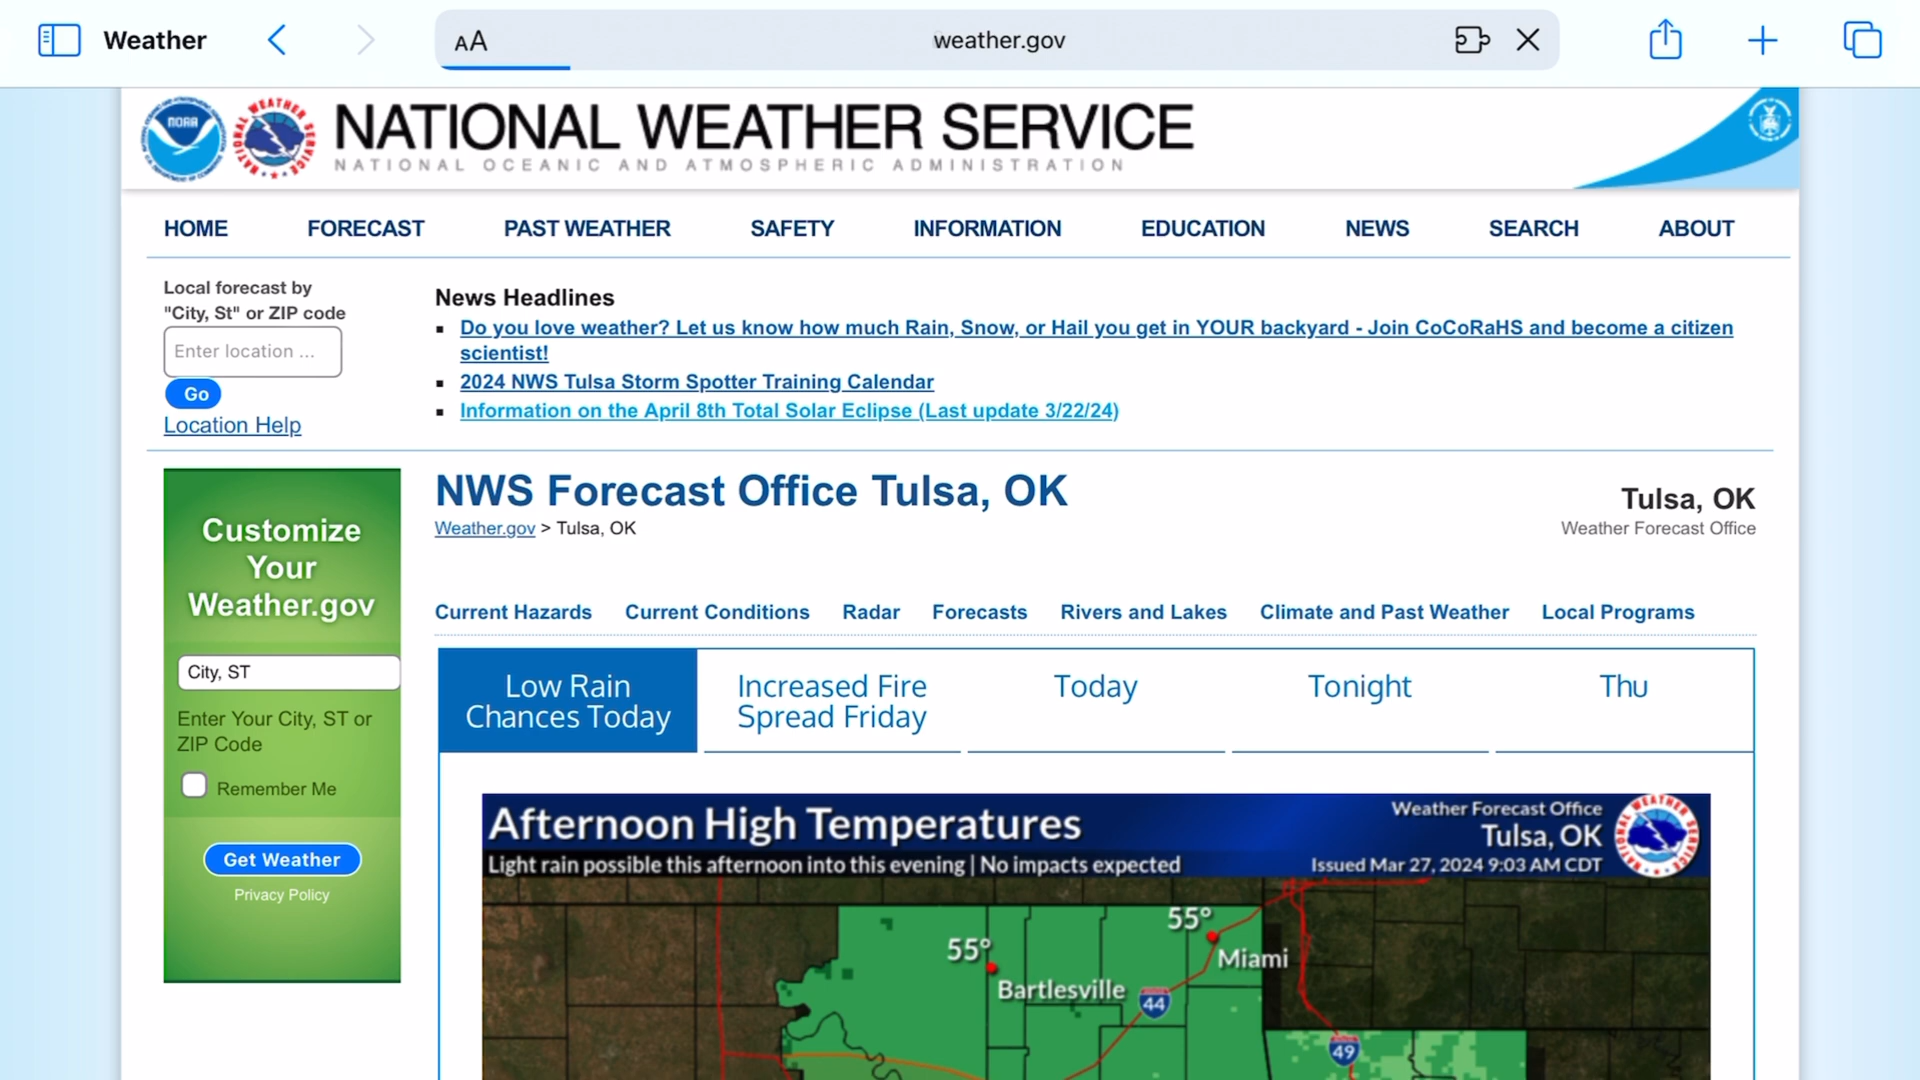 Weather
AA
weather.gov
NOAA
NATIONAL WEATHER SERVICE
NATIONAL OCEANIC AND ATMOSPHERIC ADMINISTRATION
HOME FORECAST PAST WEATHER SAFETY INFORMATION EDUCATION NEWS SEARCH ABOUT
Local forecast by
"City, St" or ZIP code
Enter location ...
Go
Location Help
News Headlines
Do you love weather? Let us know how much Rain, Snow, or Hail you get in YOUR backyard - Join CoCoRaHS and become a citizen
scientist!
2024 NWS Tulsa Storm Spotter Training Calendar
Information on the April 8th Total Solar Eclipse (Last update 3/22/24)
Customize
Your
Weather.gov
City, ST
Enter Your City, ST or
ZIP Code
Remember Me
Get Weather
Privacy Policy
NWS Forecast Office Tulsa, OK
Weather.gov > Tulsa, OK
Tulsa, OK
Weather Forecast Office
Current Hazards Current Conditions Radar Forecasts Rivers and Lakes Climate and Past Weather Local Programs
Low Rain
Chances Today
Increased Fire
Spread Friday
Today
Tonight
Thu
Afternoon High Temperatures
Light rain possible this afternoon into this evening | No impacts expected
Weather Forecast Office
Tulsa, OK
Issued Mar 27, 2024 9:03 AM CDT
55°
Miami
55°
Bartlesville
44
49